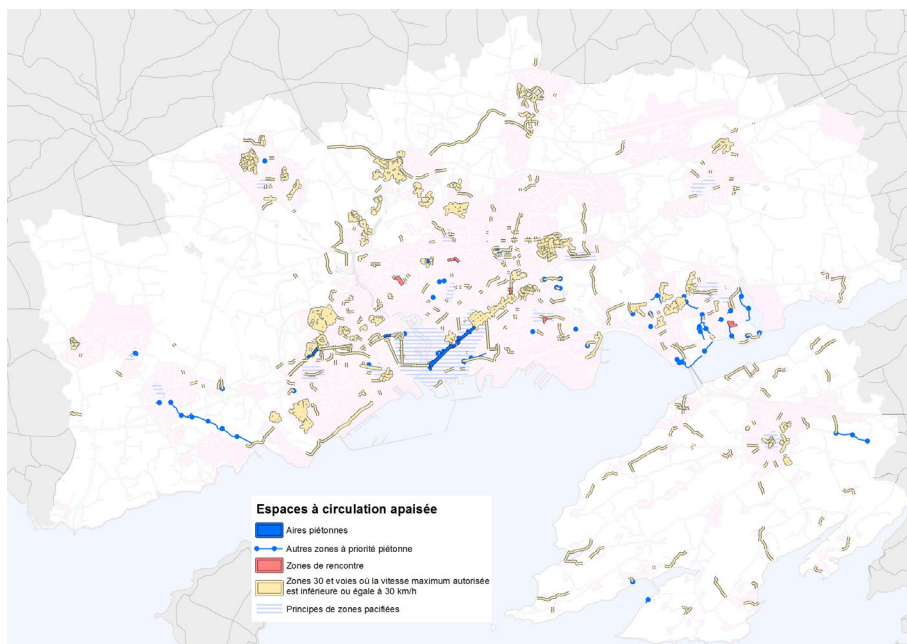 Espaces à circulation apaisée
Aires piétonnes
Autres zones à priorité piétonne
Zones de rencontre
Zones 30 et voies où la vitesse maximum autorisée
est inférieure ou égale à 30 km/h
Principes de zones pacifiées